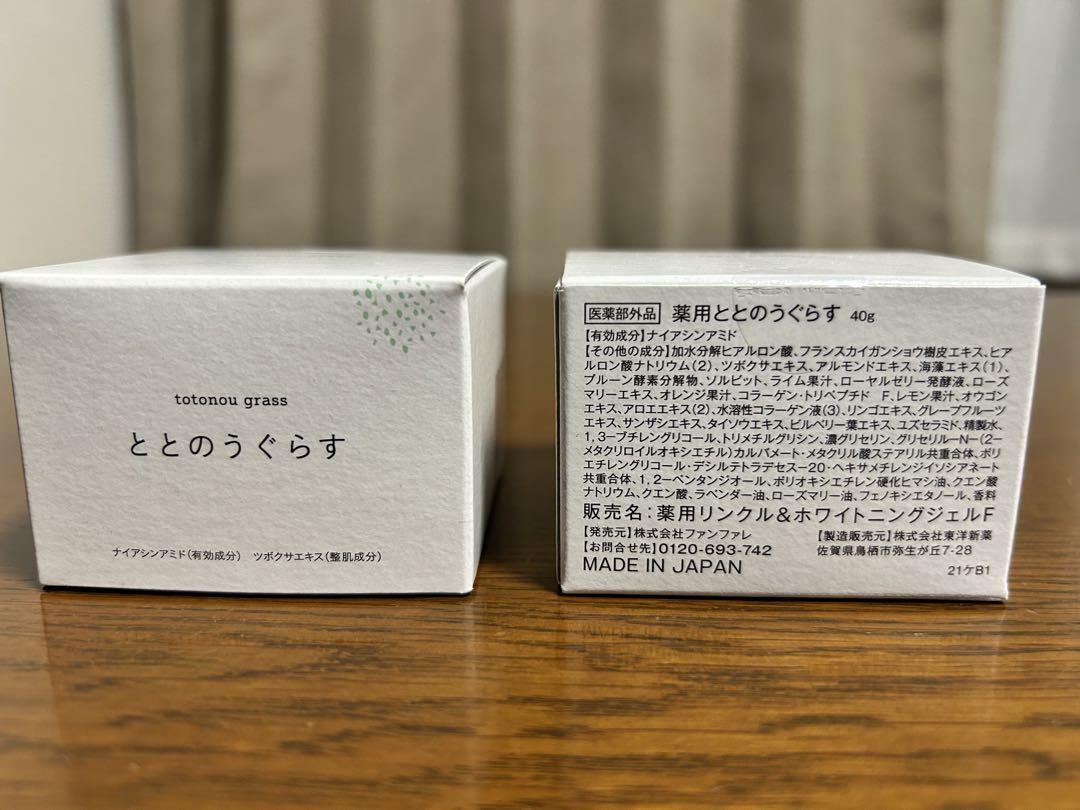 totonou grass
ととのうぐらす
ナイアシンアミド(有効成分) ツボクサエキス(整肌成分)
医薬部外品 薬用ととのうぐらす 40g
【有効成分】ナイアシンアミド
【その他の成分】加水分解ヒアルロン酸、フランスカイガンショウ樹皮エキス、ヒア
ルロン酸ナトリウム(2)、ツボクサエキス、アルモンドエキス、海藻エキス(1)、
プルーン酵素分解物、ソルビット、ライム果汁、ローヤルゼリー発酵液、ローズ
マリーエキス、オレンジ果汁、コラーゲン・トリペプチド F、レモン果汁、オウゴン
エキス、アロエエキス(2)、水溶性コラーゲン液(3)、リンゴエキス、グレープフルーツ
エキス、サンザシエキス、タイソウエキス、ビルベリー葉エキス、ユズセラミド、精製水、
1,3-ブチレングリコール、トリメチルグリシン、濃グリセリン、グリセリル-N-(2-
メタクリロイルオキシエチル)カルバメート・メタクリル酸ステアリル共重合体、ポリ
エチレングリコール・デシルテトラデセス-20・ヘキサメチレンジイソシアネート
共重合体、1,2-ペンタンジオール、ポリオキシエチレン硬化ヒマシ油、クエン酸
ナトリウム、クエン酸、ラベンダー油、ローズマリー油、フェノキシエタノール、香料
販売名:薬用リンクル&ホワイトニングジェルF
【発売元】株式会社ファンファレ 【製造販売元】株式会社東洋新薬
【お問合せ先】0120-693-742 佐賀県鳥栖市弥生が丘7-28
MADE IN JAPAN 21ケB1